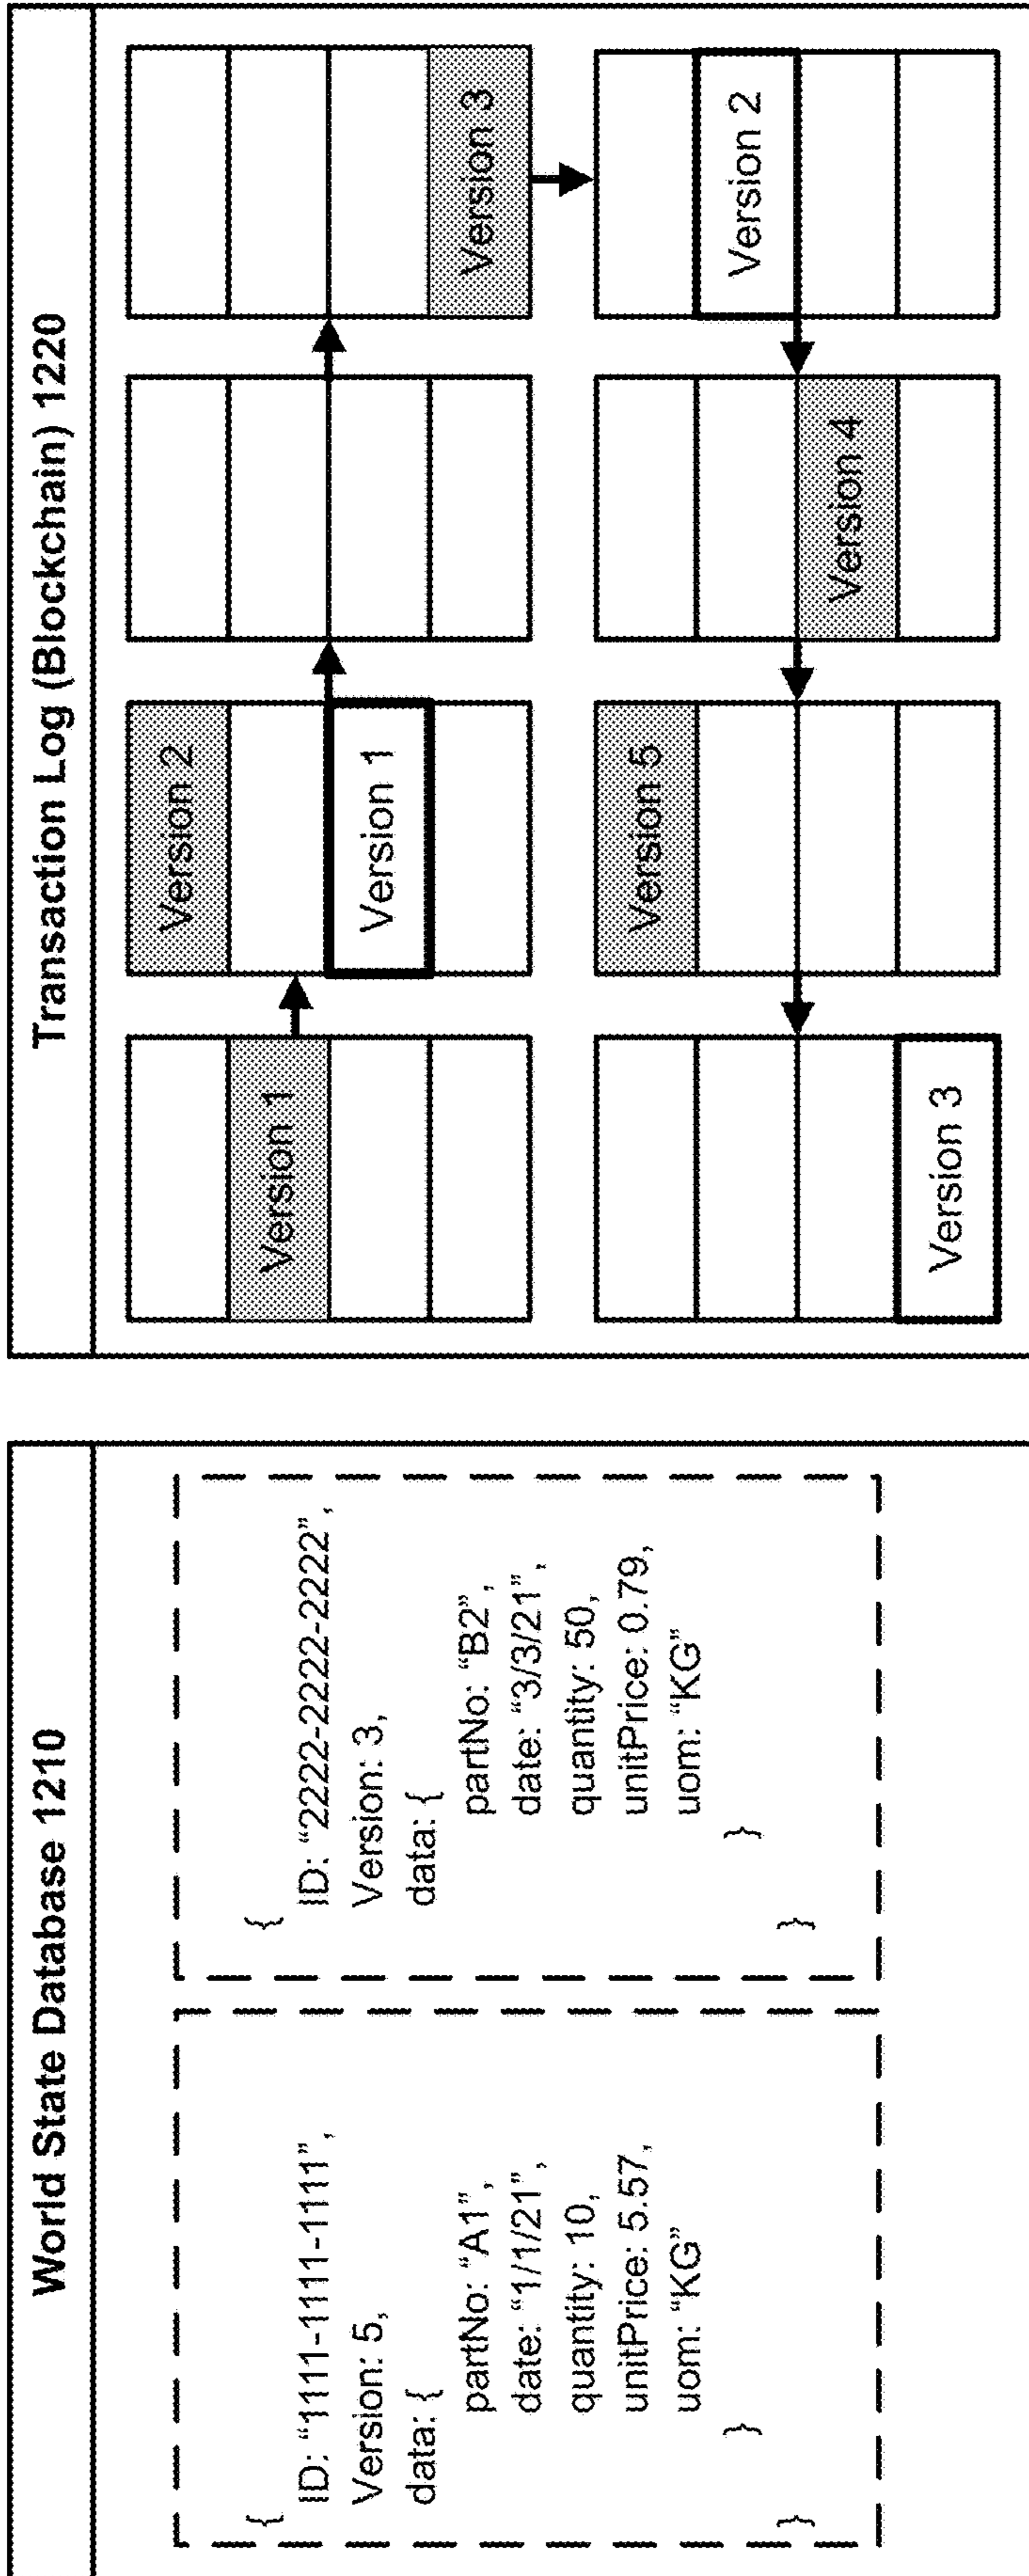 World State Database 1210
{
ID: “1111-1111-1111”,
Version: 5,
data: {
partNo: “A1”,
date: “1/1/21”,
quantity: 10,
unitPrice: 5.57,
uom: “KG”
}
}
{
ID: “2222-2222-2222”,
Version: 3,
data: {
partNo: “B2”,
date: “3/3/21”,
quantity: 50,
unitPrice: 0.79,
uom: “KG”
}
}
Transaction Log (Blockchain) 1220
Version 1
Version 2
Version 1
Version 3
Version 2
Version 4
Version 5
Version 3